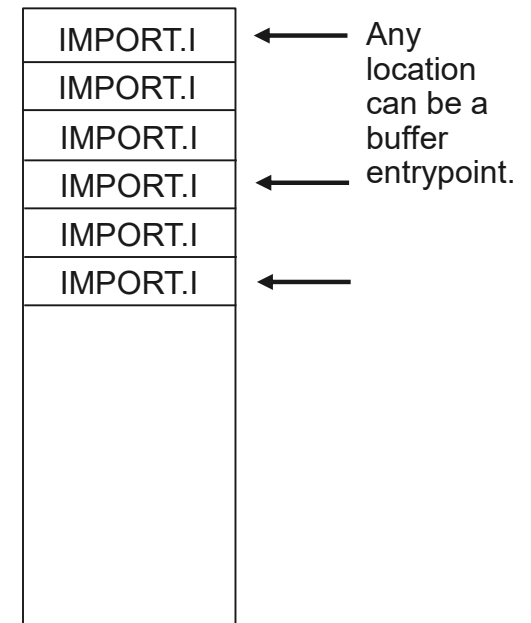 IMPORT.I
IMPORT.I
IMPORT.I
IMPORT.I
IMPORT.I
IMPORT.I
Any
location
can be a
buffer
entrypoint.